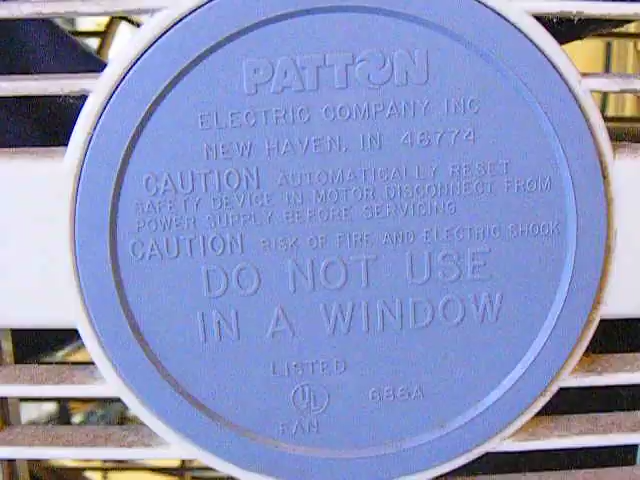 PATTON
ELECTRIC COMPANY INC
NEW HAVEN, IN 46774
CAUTION AUTOMATICALLY RESET
SAFETY DEVICE IN MOTOR DISCONNECT FROM
POWER SUPPLY BEFORE SERVICING
CAUTION RISK OF FIRE AND ELECTRIC SHOCK
DO NOT USE
IN A WINDOW
LISTED
UL
FAN